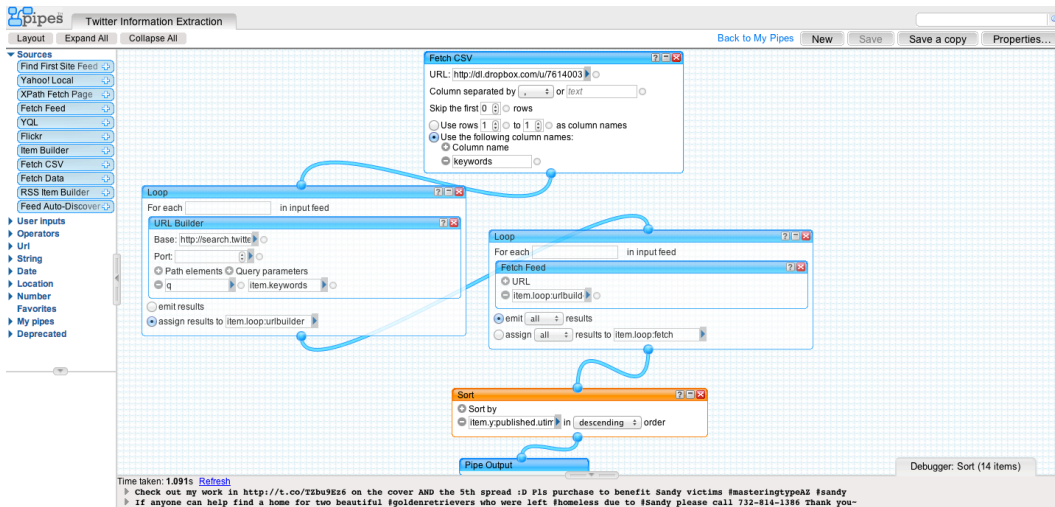 pipes
Twitter Information Extraction
Layout Expand All Collapse All
Back to My Pipes New Save Save a copy Properties...
Sources
Find First Site Feed
Yahoo! Local
XPath Fetch Page
Fetch Feed
YQL
Flickr
Item Builder
Fetch CSV
Fetch Data
RSS Item Builder
Feed Auto-Discover
User inputs
Operators
Url
String
Date
Location
Number
Favorites
My pipes
Deprecated
Fetch CSV
URL: http://dl.dropbox.com/u/7614003
Column separated by , or text
Skip the first 0 rows
Use rows 1 to 1 as column names
Use the following column names:
Column name
keywords
Loop
For each in input feed
URL Builder
Base: http://search.twitte
Port:
Path elements Query parameters
q item.keywords
emit results
assign results to item.loop:urlbuilder
Loop
For each in input feed
Fetch Feed
URL
item.loop:urlbuild
emit all results
assign all results to item.loop:fetch
Sort
Sort by
item.y:published.utim in descending order
Pipe Output
Debugger: Sort (14 items)
Time taken: 1.091s Refresh
Check out my work in http://t.co/TZbu9Ez6 on the cover AND the 5th spread :D Pls purchase to benefit Sandy victims #masteringtypeAZ #sandy
If anyone can help find a home for two beautiful #goldenretrievers who were left #homeless due to #Sandy please call 732-814-1386 Thank you~